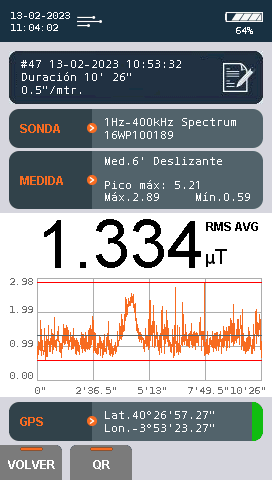 13-02-2023
11:04:02
64%
#47 13-02-2023 10:53:32
Duración 10' 26"
0.5"/mtr.
SONDA
1Hz-400kHz Spectrum
16WP100189
MEDIDA
Med.6' Deslizante
Pico máx: 5.21
Máx.2.89 Mín.0.59
1.334 RMS AVG
µT
2.98
1.99
0.99
0.00
0" 2'36.5" 5'13" 7'49.5" 10'26"
GPS
Lat.40°26'57.27"
Lon.-3°53'23.27"
VOLVER QR